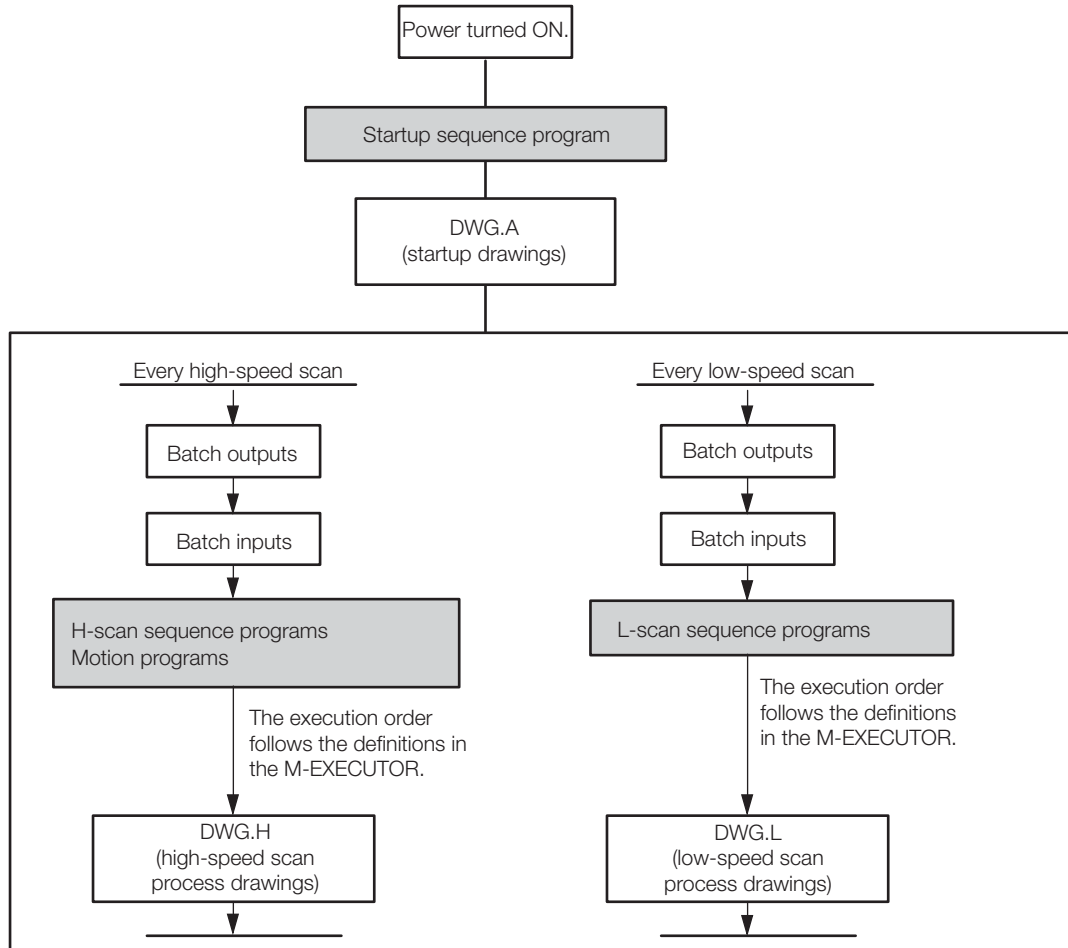 Power turned ON.
Startup sequence program
DWG.A
(startup drawings)
Every high-speed scan
Batch outputs
Batch inputs
H-scan sequence programs
Motion programs
The execution order
follows the definitions in
the M-EXECUTOR.
DWG.H
(high-speed scan
process drawings)
Every low-speed scan
Batch outputs
Batch inputs
L-scan sequence programs
The execution order
follows the definitions
in the M-EXECUTOR.
DWG.L
(low-speed scan
process drawings)